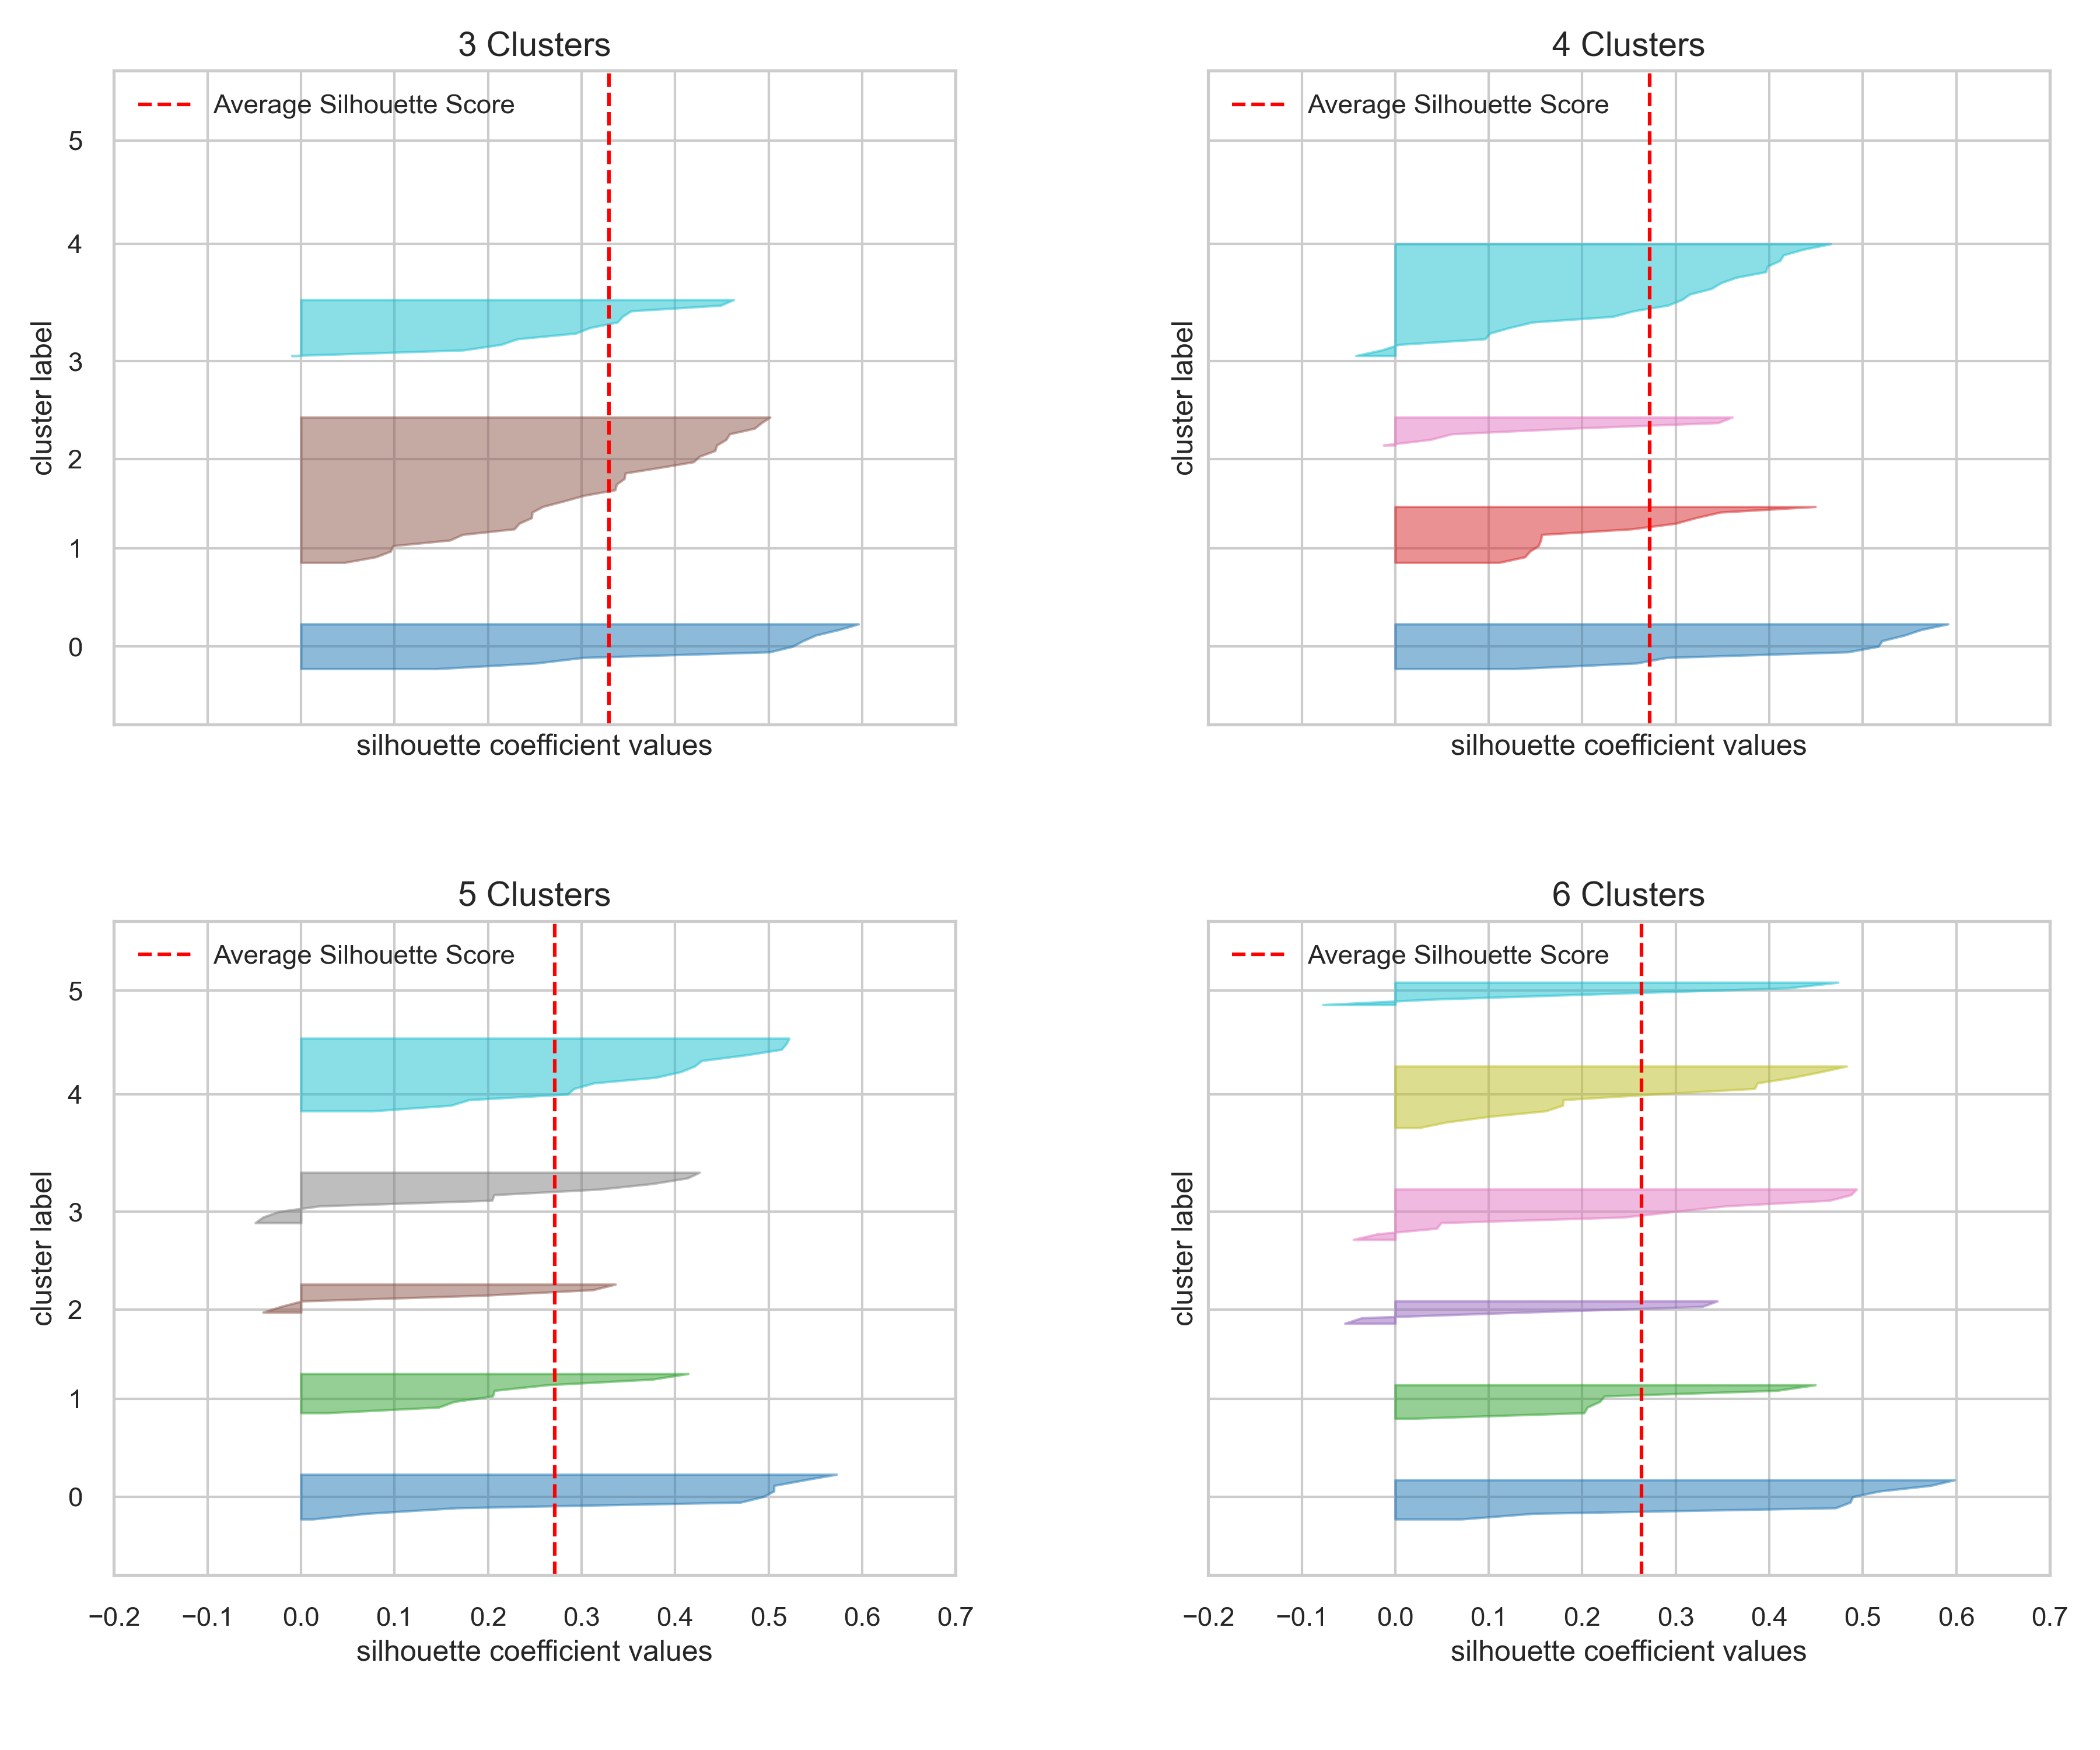 3 Clusters
Average Silhouette Score
5
4
3
2
1
0
cluster label
silhouette coefficient values
4 Clusters
Average Silhouette Score
cluster label
silhouette coefficient values
5 Clusters
Average Silhouette Score
5
4
3
2
1
0
cluster label
−0.2 −0.1 0.0 0.1 0.2 0.3 0.4 0.5 0.6 0.7
silhouette coefficient values
6 Clusters
Average Silhouette Score
cluster label
−0.2 −0.1 0.0 0.1 0.2 0.3 0.4 0.5 0.6 0.7
silhouette coefficient values